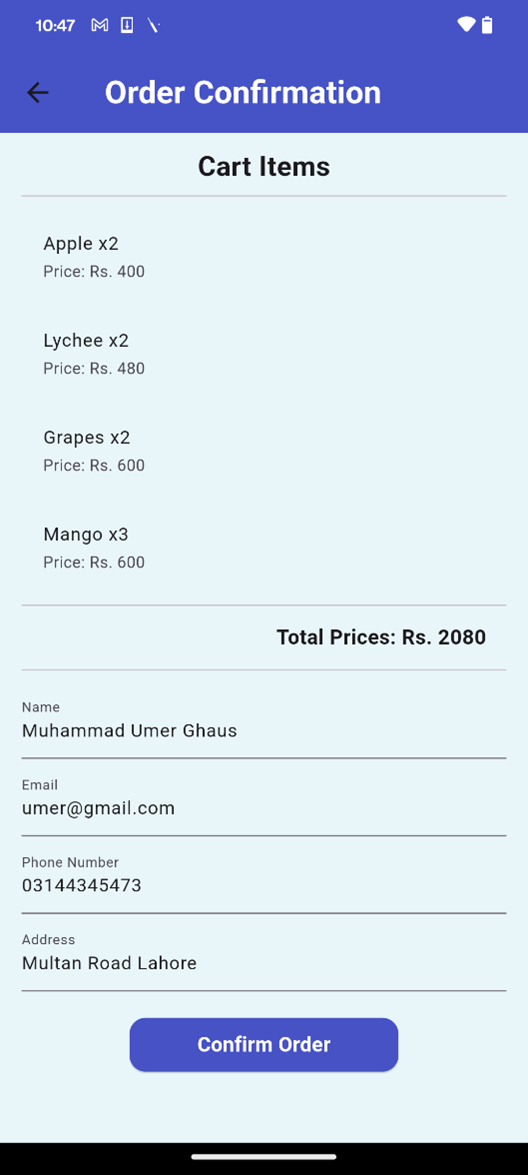 10:47
Order Confirmation
Cart Items
Apple x2
Price: Rs. 400
Lychee x2
Price: Rs. 480
Grapes x2
Price: Rs. 600
Mango x3
Price: Rs. 600
Total Prices: Rs. 2080
Name
Muhammad Umer Ghaus
Email
umer@gmail.com
Phone Number
03144345473
Address
Multan Road Lahore
Confirm Order